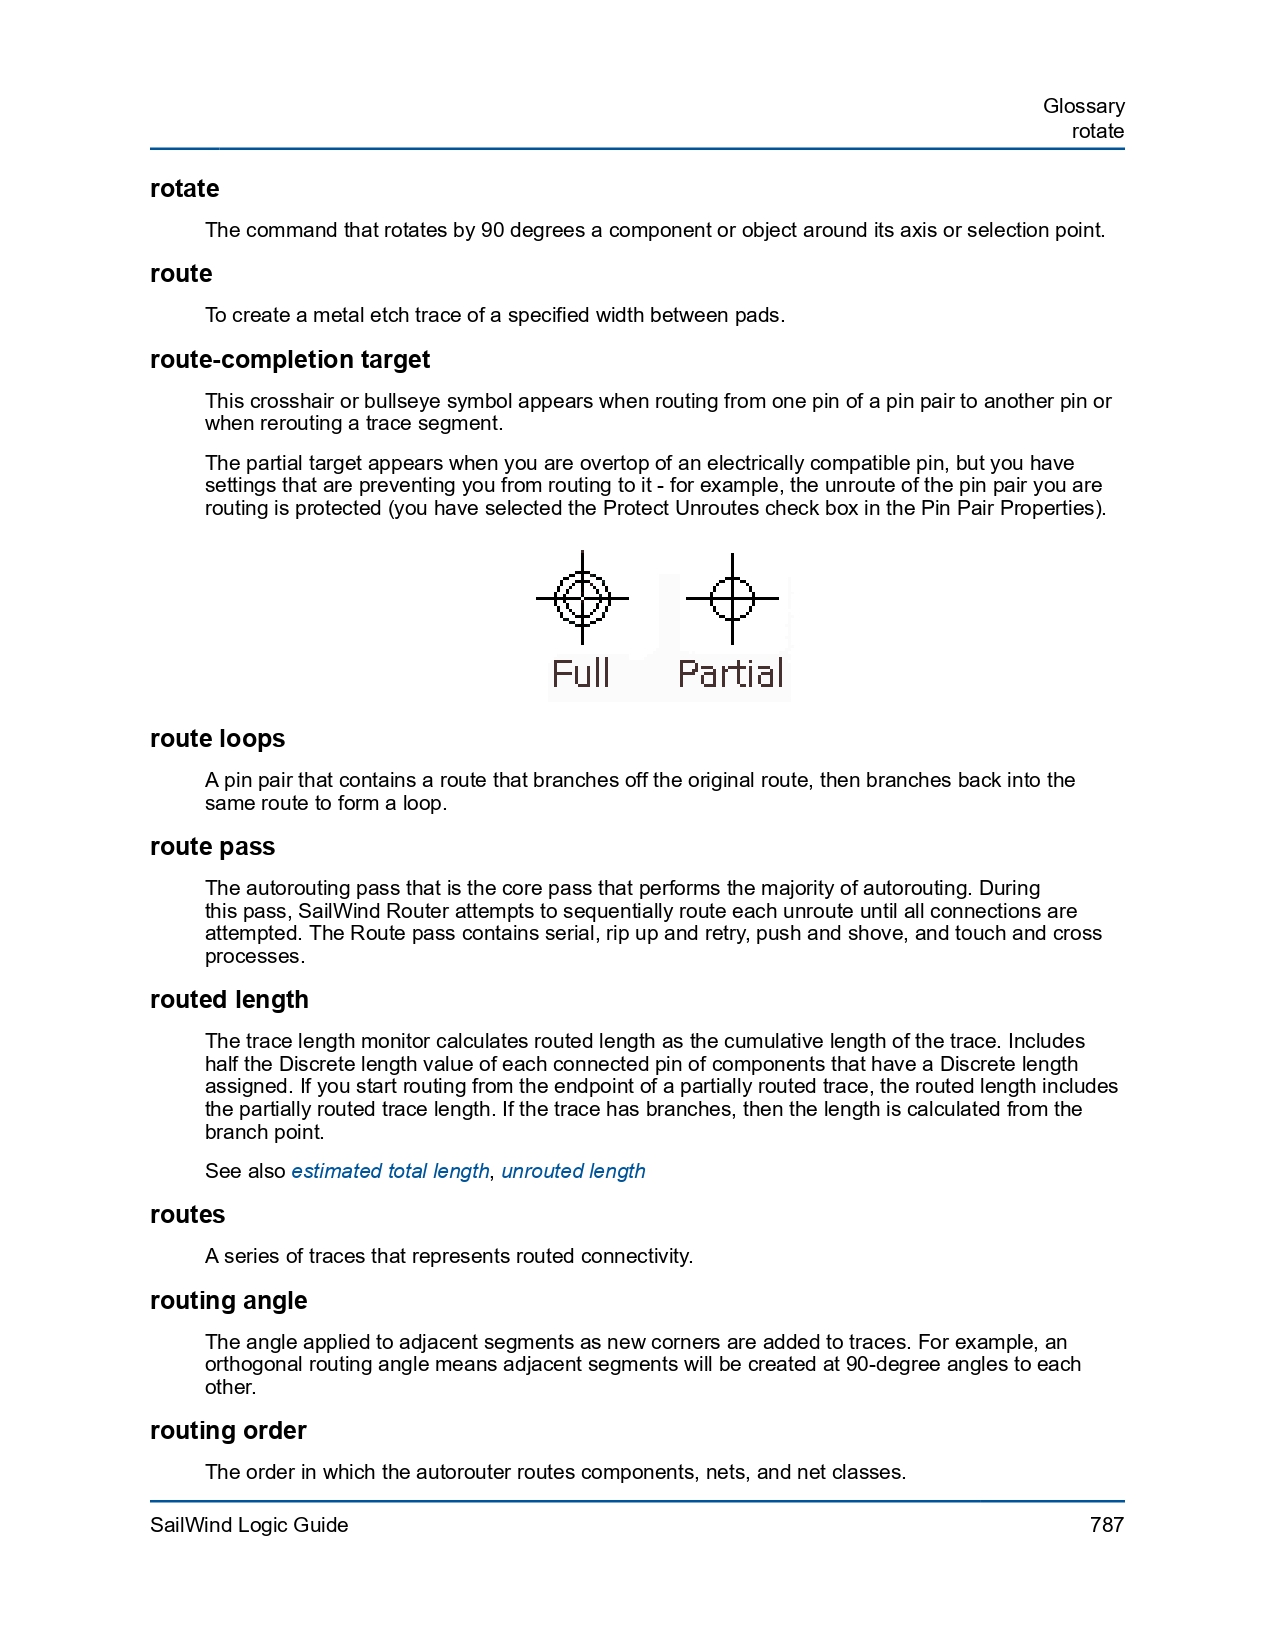 Glossary
rotate
rotate
The command that rotates by 90 degrees a component or object around its axis or selection point.
route
To create a metal etch trace of a specified width between pads.
route-completion target
This crosshair or bullseye symbol appears when routing from one pin of a pin pair to another pin or
when rerouting a trace segment.
The partial target appears when you are overtop of an electrically compatible pin, but you have
settings that are preventing you from routing to it - for example, the unroute of the pin pair you are
routing is protected (you have selected the Protect Unroutes check box in the Pin Pair Properties).
Full Partial
route loops
A pin pair that contains a route that branches off the original route, then branches back into the
same route to form a loop.
route pass
The autorouting pass that is the core pass that performs the majority of autorouting. During
this pass, SailWind Router attempts to sequentially route each unroute until all connections are
attempted. The Route pass contains serial, rip up and retry, push and shove, and touch and cross
processes.
routed length
The trace length monitor calculates routed length as the cumulative length of the trace. Includes
half the Discrete length value of each connected pin of components that have a Discrete length
assigned. If you start routing from the endpoint of a partially routed trace, the routed length includes
the partially routed trace length. If the trace has branches, then the length is calculated from the
branch point.
See also estimated total length, unrouted length
routes
A series of traces that represents routed connectivity.
routing angle
The angle applied to adjacent segments as new corners are added to traces. For example, an
orthogonal routing angle means adjacent segments will be created at 90-degree angles to each
other.
routing order
The order in which the autorouter routes components, nets, and net classes.
SailWind Logic Guide 787